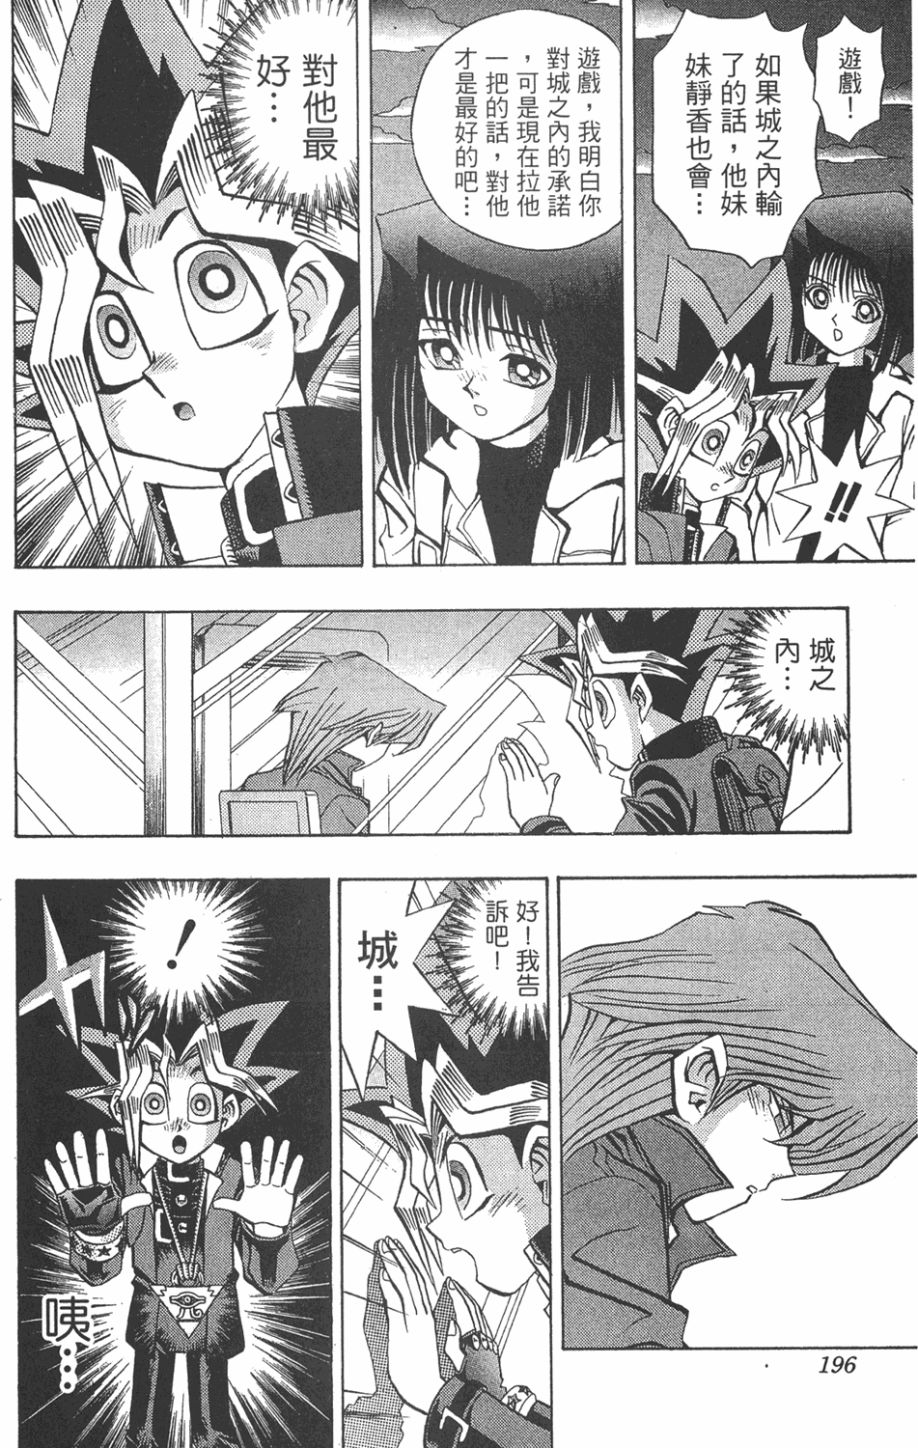 遊戲！
如果城之內輸
了的話，他妹
妹靜香也會…
!!
遊戲，我明白你
對城之內的承諾
，可是現在拉他
一把的話，對他
才是最好的吧…
對他最
好…
城之
內…
好！我告
訴吧！
城…
！
咦…
196